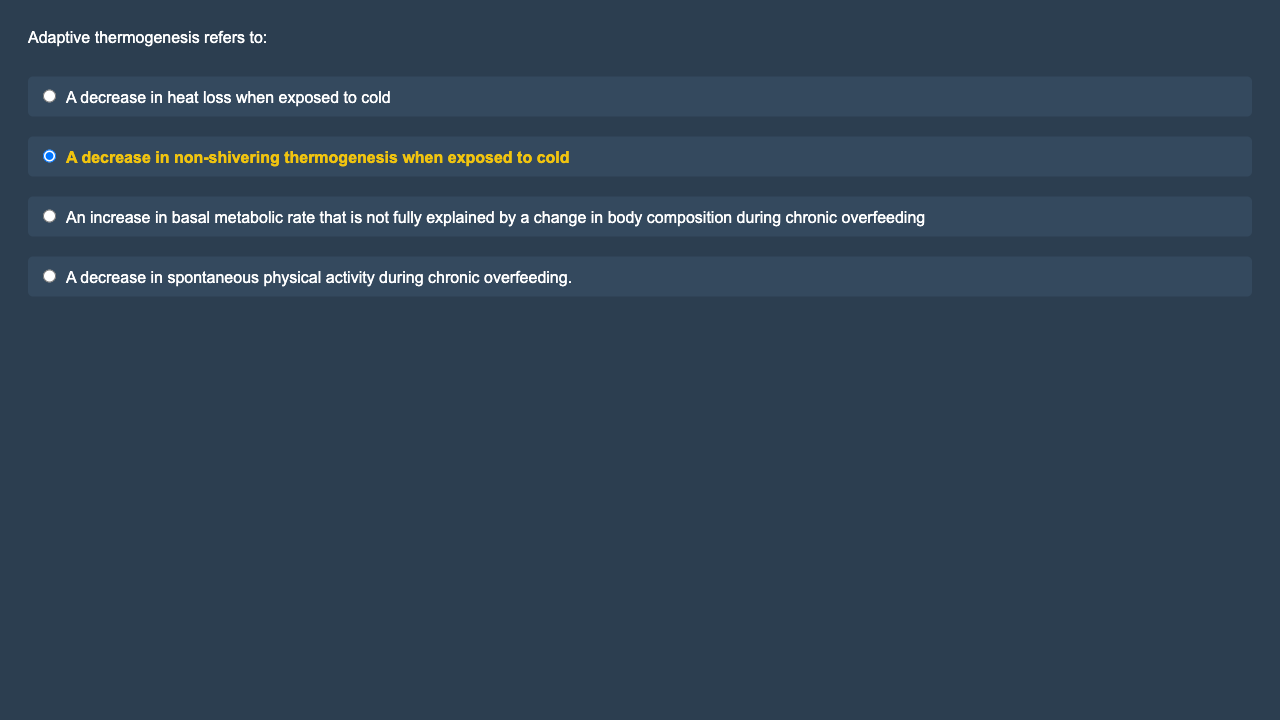 Adaptive thermogenesis refers to:
A decrease in heat loss when exposed to cold
A decrease in non-shivering thermogenesis when exposed to cold
An increase in basal metabolic rate that is not fully explained by a change in body composition during chronic overfeeding
A decrease in spontaneous physical activity during chronic overfeeding.